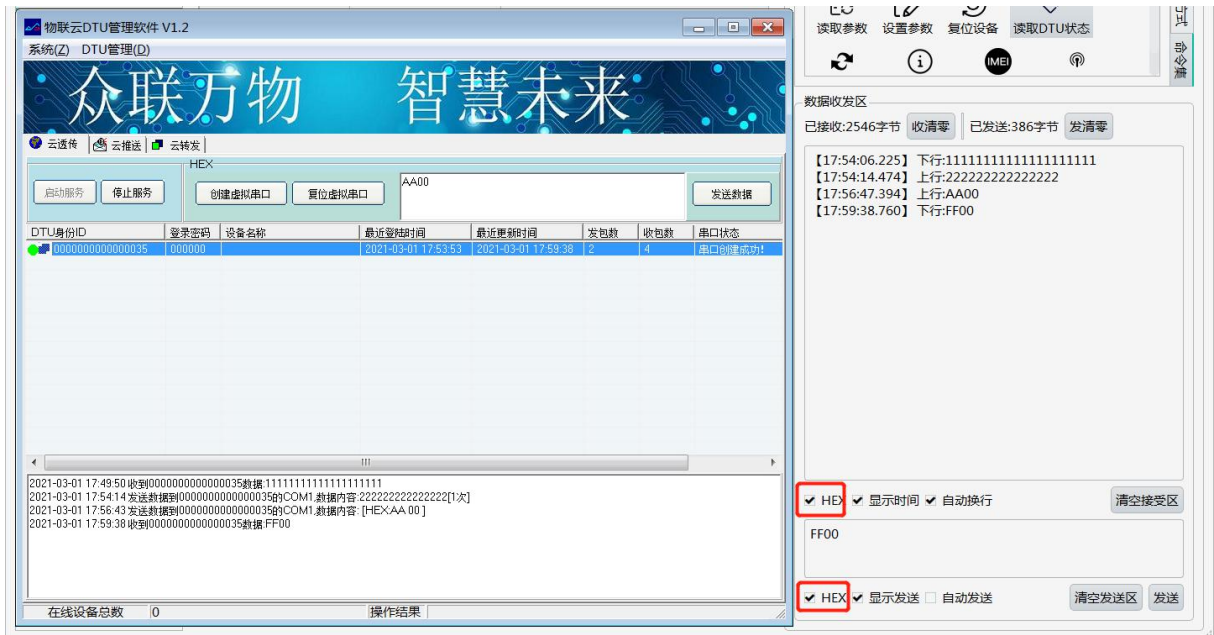 物联云DTU管理软件 V1.2
系统(Z) DTU管理(D)
众联万物 智慧未来
云透传 云推送 云转发
HEX
启动服务 停止服务 创建虚拟串口 复位虚拟串口 AA00 发送数据
DTU身份ID 登录密码 设备名称 最近登陆时间 最近更新时间 发包数 收包数 串口状态
0000000000000035 000000 2021-03-01 17:53:53 2021-03-01 17:59:38 2 4 串口创建成功!
2021-03-01 17:49:50 收到0000000000000035数据:11111111111111111111
2021-03-01 17:54:14 发送数据到0000000000000035的COM1,数据内容:222222222222222[1次]
2021-03-01 17:56:43 发送数据到0000000000000035的COM1,数据内容: [HEX:AA 00 ]
2021-03-01 17:59:38 收到0000000000000035数据:FF00
在线设备总数 0 操作结果
读取参数 设置参数 复位设备 读取DTU状态
IMEI
命令集
数据收发区
已接收:2546字节 收清零 已发送:386字节 发清零
【17:54:06.225】下行:11111111111111111111
【17:54:14.474】上行:222222222222222
【17:56:47.394】上行:AA00
【17:59:38.760】下行:FF00
HEX 显示时间 自动换行 清空接受区
FF00
HEX 显示发送 自动发送 清空发送区 发送